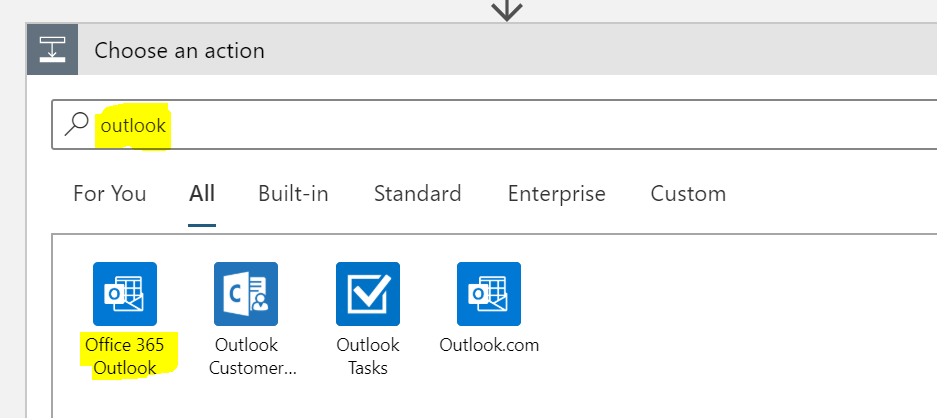 Choose an action
outlook
For You All Built-in Standard Enterprise Custom
Office 365 Outlook Outlook Outlook.com
Outlook Customer... Tasks